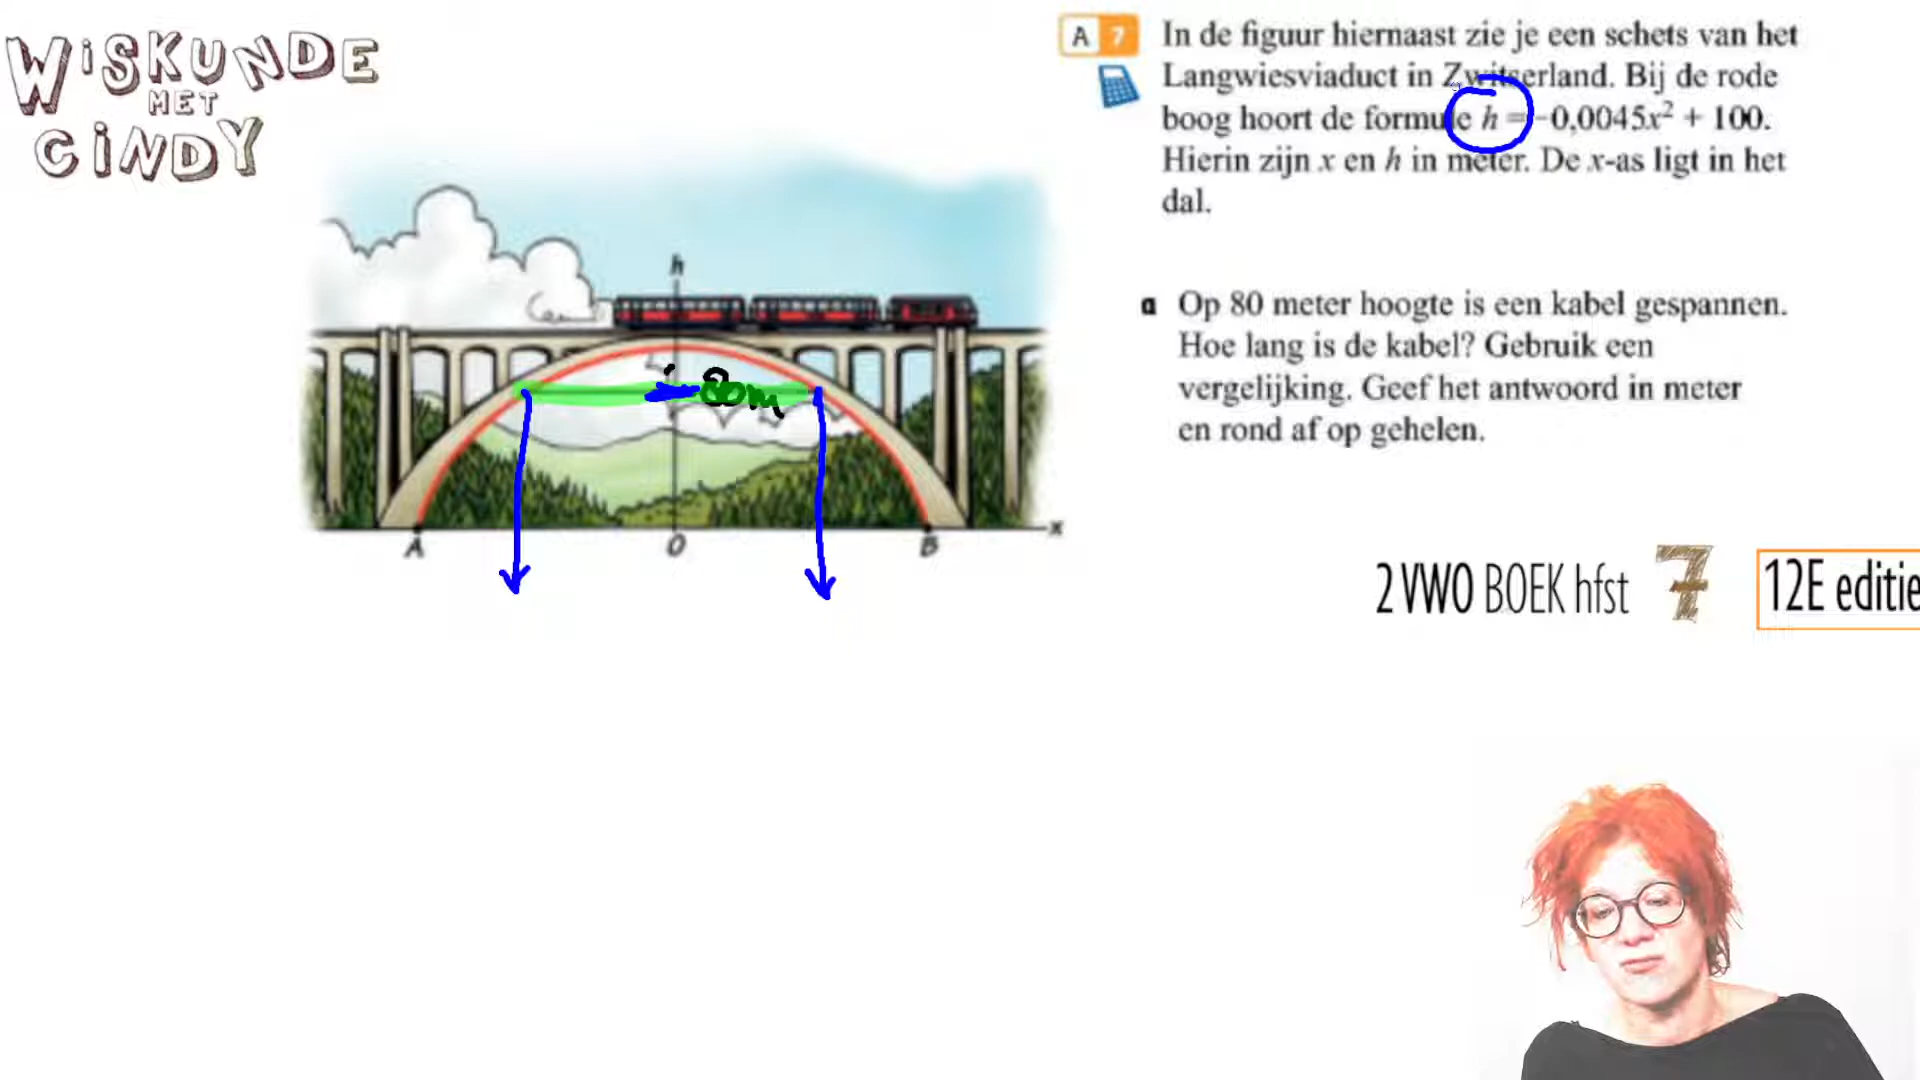 WiSKUNDE
MET
CiNDY
A 7
In de figuur hiernaast zie je een schets van het
Langwiesviaduct in Zwitserland. Bij de rode
boog hoort de formule h = −0,0045x² + 100.
Hierin zijn x en h in meter. De x-as ligt in het
dal.
a Op 80 meter hoogte is een kabel gespannen.
Hoe lang is de kabel? Gebruik een
vergelijking. Geef het antwoord in meter
en rond af op gehelen.
h
80m
A O B x
2 VWO BOEK hfst 7 12E editie